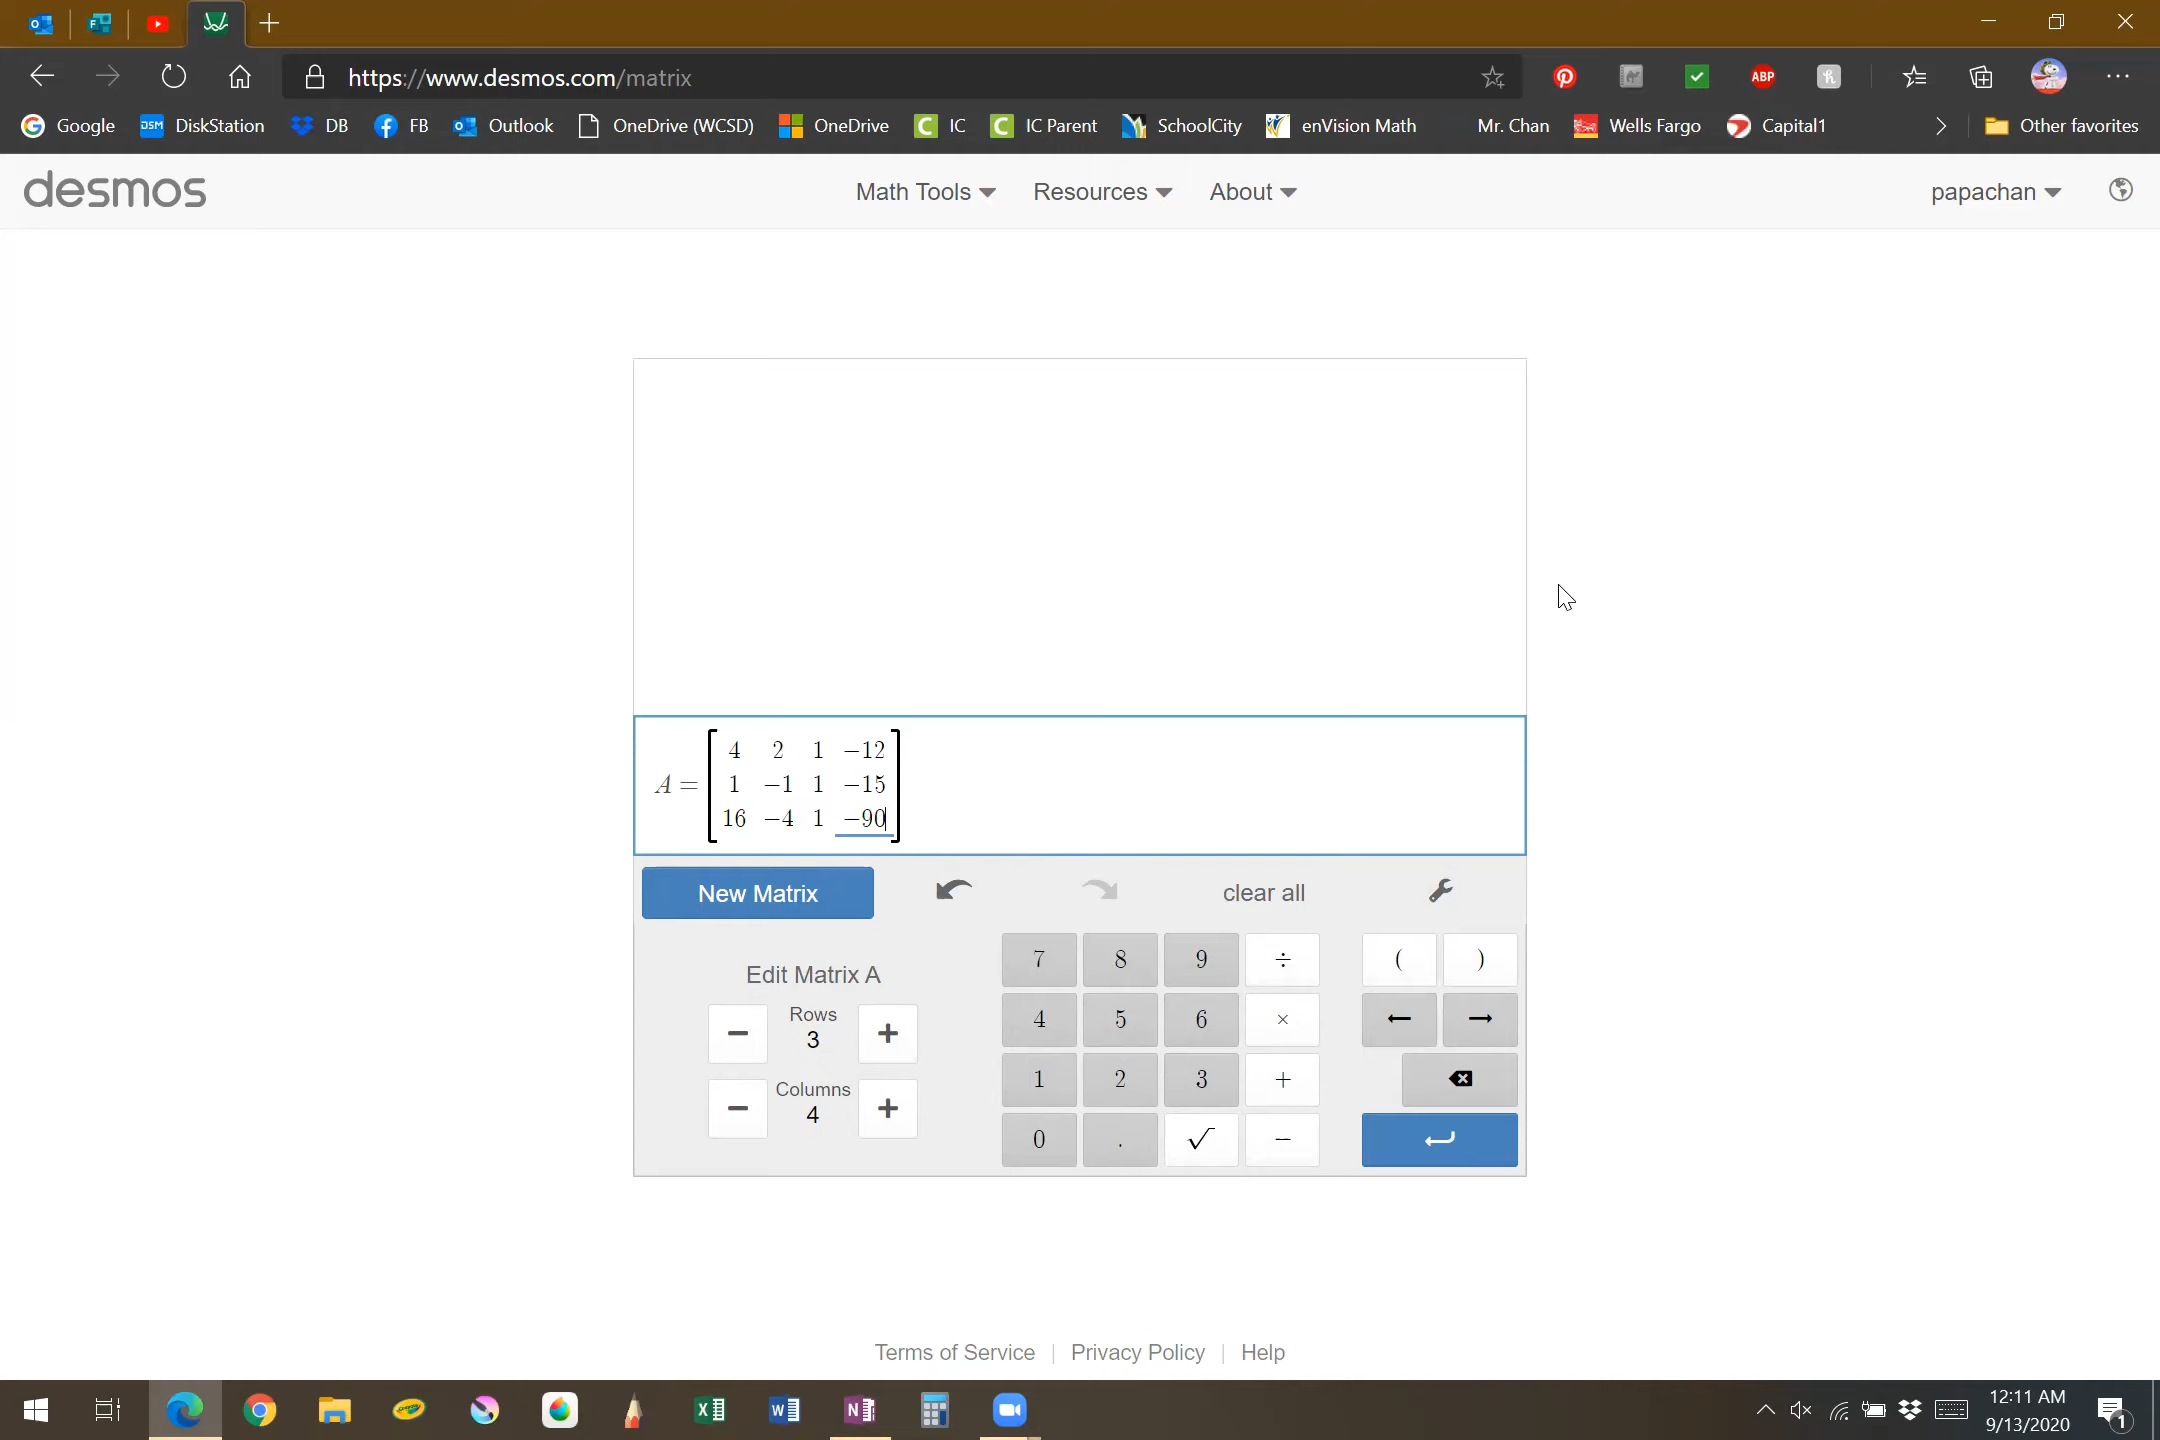 https://www.desmos.com/matrix
ABP
Google DSM DiskStation DB FB Outlook OneDrive (WCSD) OneDrive IC IC Parent SchoolCity enVision Math Mr. Chan Wells Fargo Capital1 Other favorites
desmos Math Tools Resources About papachan
4 2 1 −12
A = 1 −1 1 −15
16 −4 1 −90
New Matrix clear all
Edit Matrix A
Rows
3
Columns
4
7 8 9 ÷ ( )
4 5 6 × ← →
1 2 3 +
0 . √ −
Terms of Service | Privacy Policy | Help
12:11 AM
9/13/2020
1